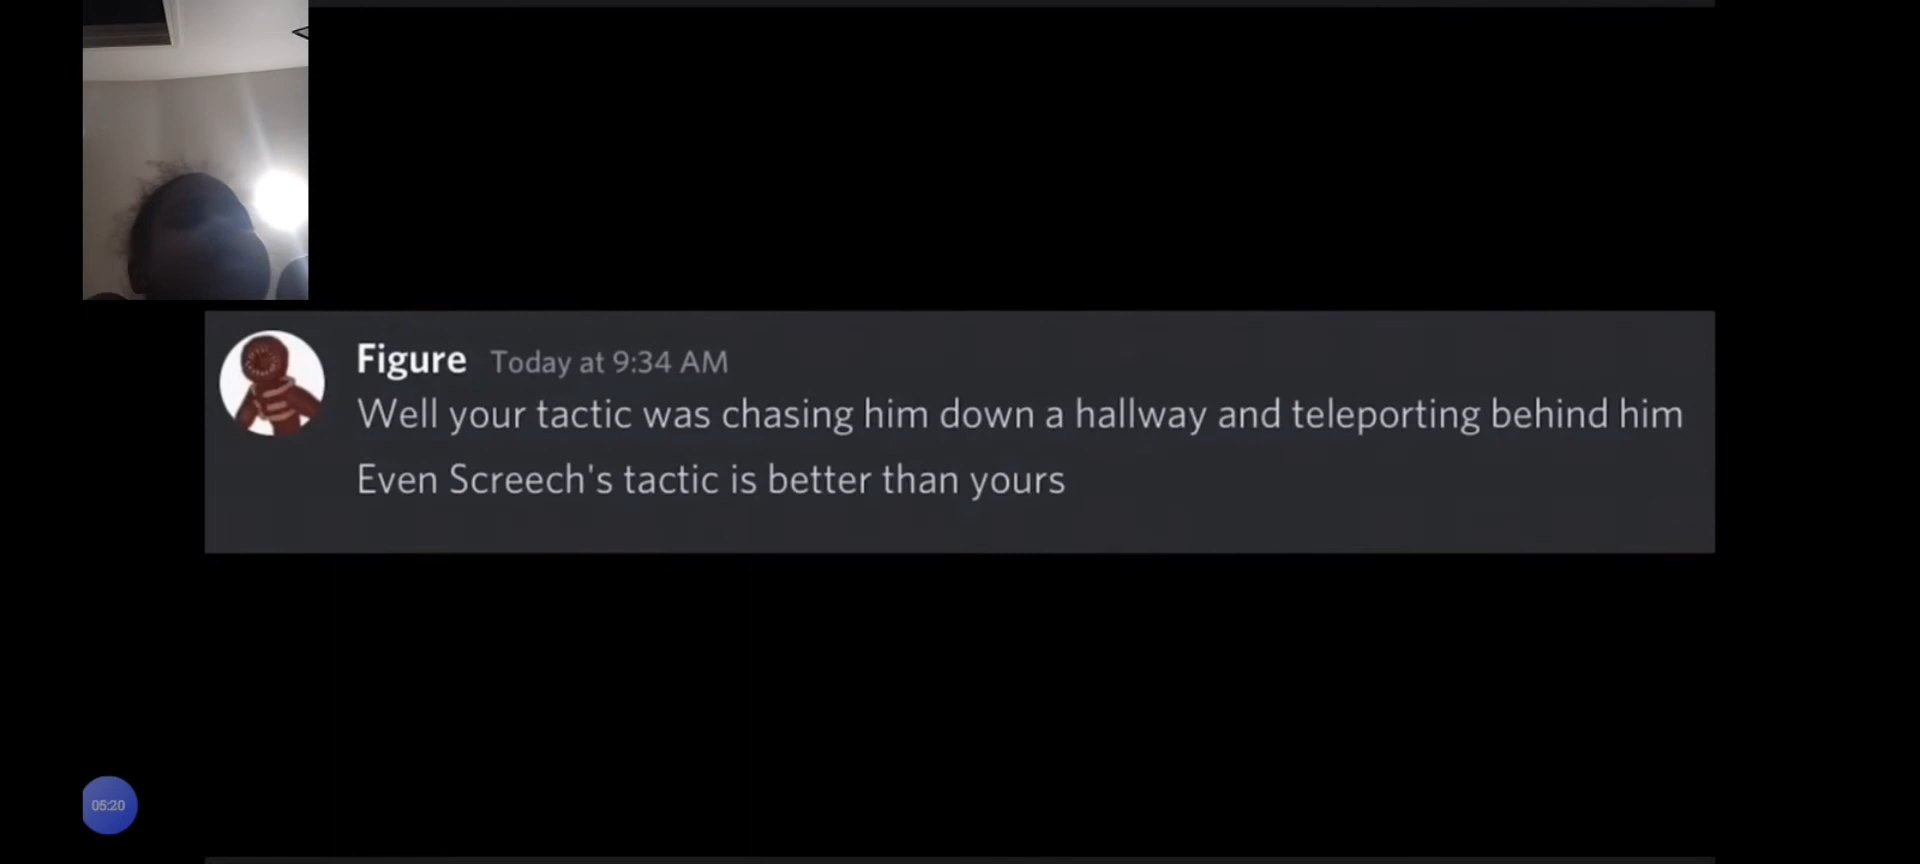 Figure Today at 9:34 AM
Well your tactic was chasing him down a hallway and teleporting behind him
Even Screech's tactic is better than yours
05:20